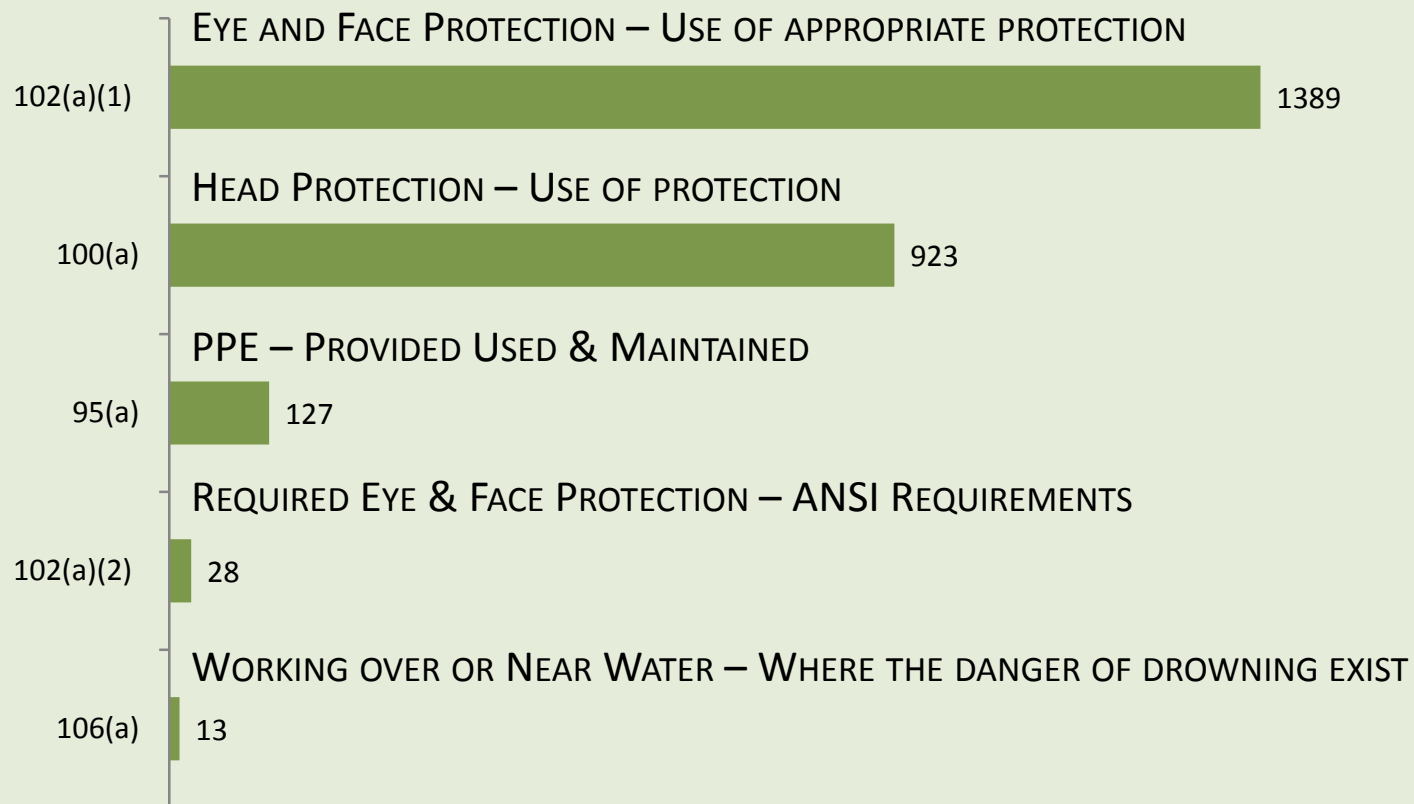 Eye and Face Protection – Use of appropriate protection
102(a)(1) 1389
Head Protection – Use of protection
100(a) 923
PPE – Provided Used & Maintained
95(a) 127
Required Eye & Face Protection – ANSI Requirements
102(a)(2) 28
Working over or Near Water – Where the danger of drowning exist
106(a) 13